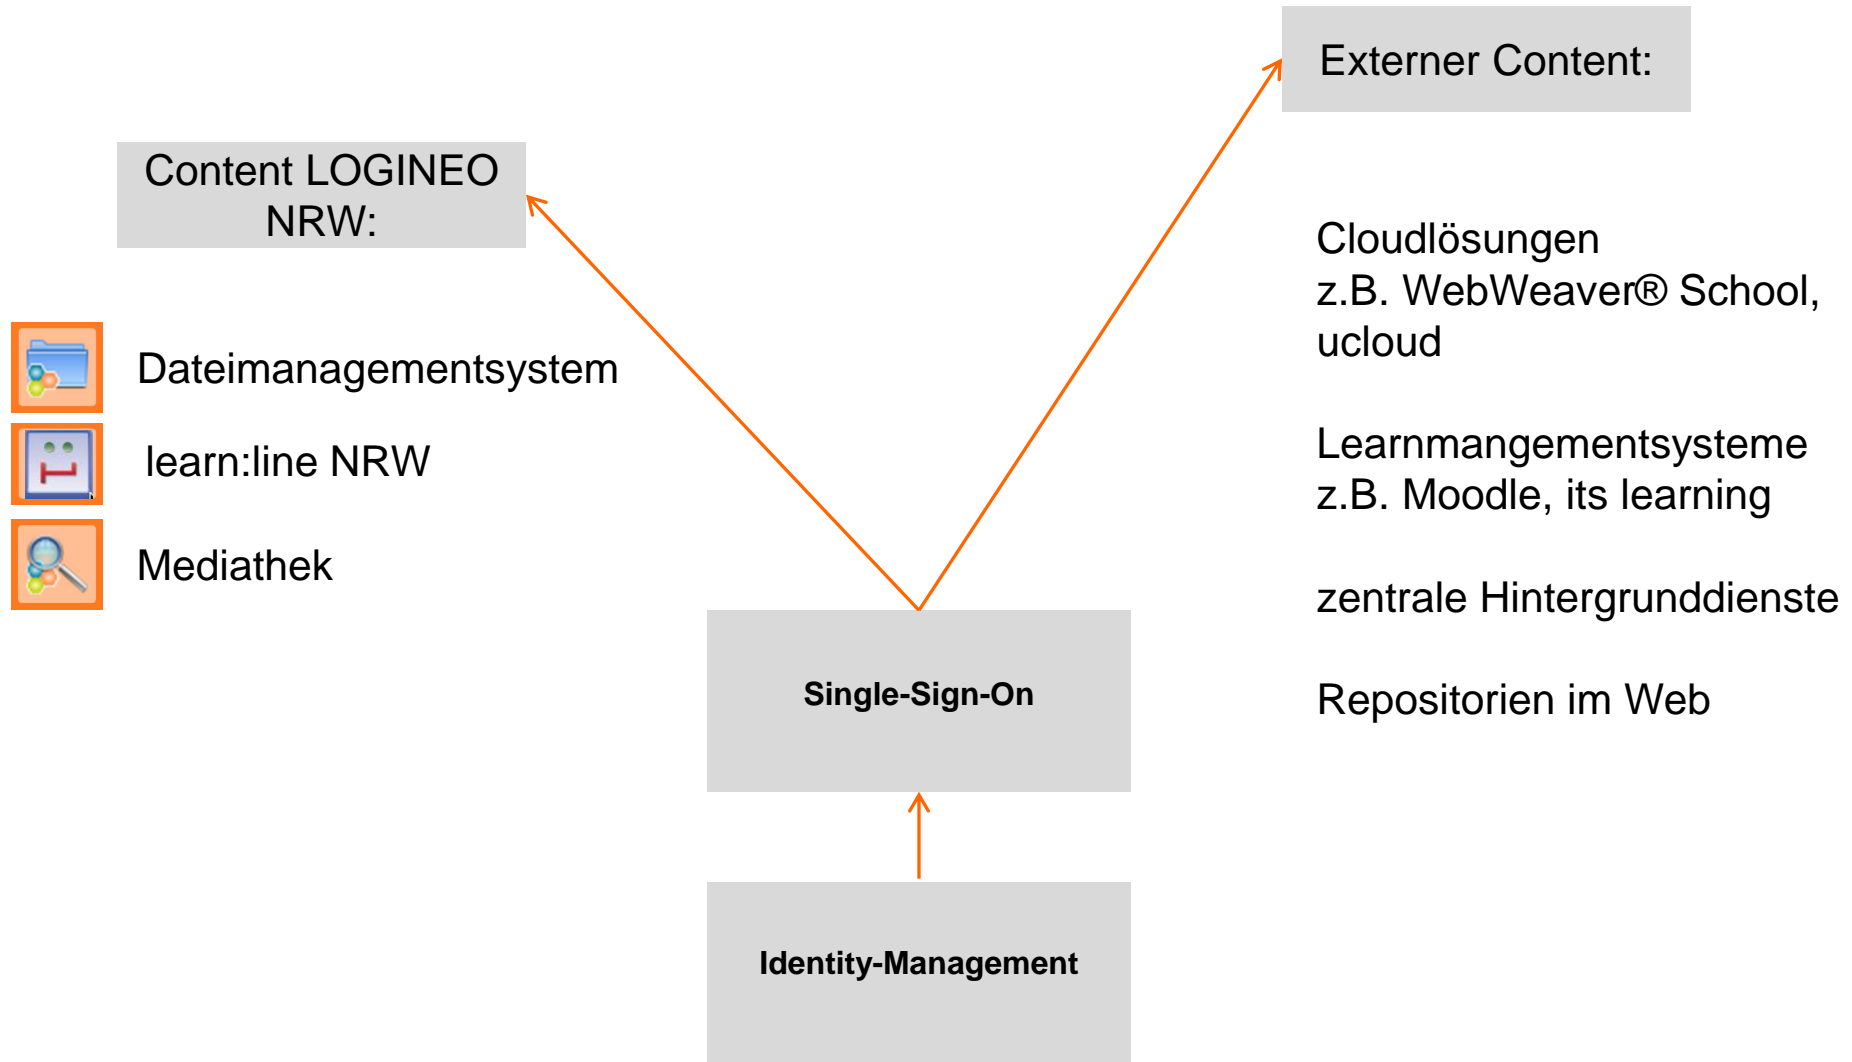 Externer Content:
Content LOGINEO
NRW:
Dateimanagementsystem
learn:line NRW
Mediathek
Cloudlösungen
z.B. WebWeaver® School,
ucloud
Learnmangementsysteme
z.B. Moodle, its learning
zentrale Hintergrunddienste
Repositorien im Web
Single-Sign-On
Identity-Management